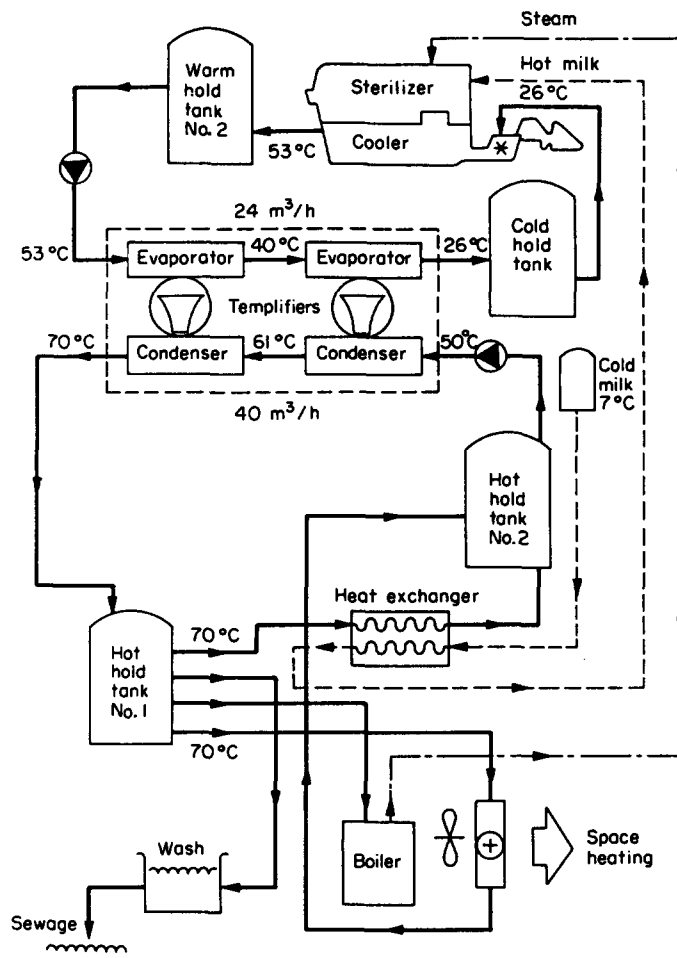 Steam
Hot milk
26°C
Warm
hold
tank
No. 2
Sterilizer
Cooler
*
53°C
24 m³/h
53°C
Evaporator
40°C
Evaporator
26°C
Cold
hold
tank
Templifiers
70°C
Condenser
61°C
Condenser
50°C
40 m³/h
Cold
milk
7°C
Hot
hold
tank
No. 2
Heat exchanger
70°C
Hot
hold
tank
No. 1
70°C
Wash
Boiler
+
Space
heating
Sewage